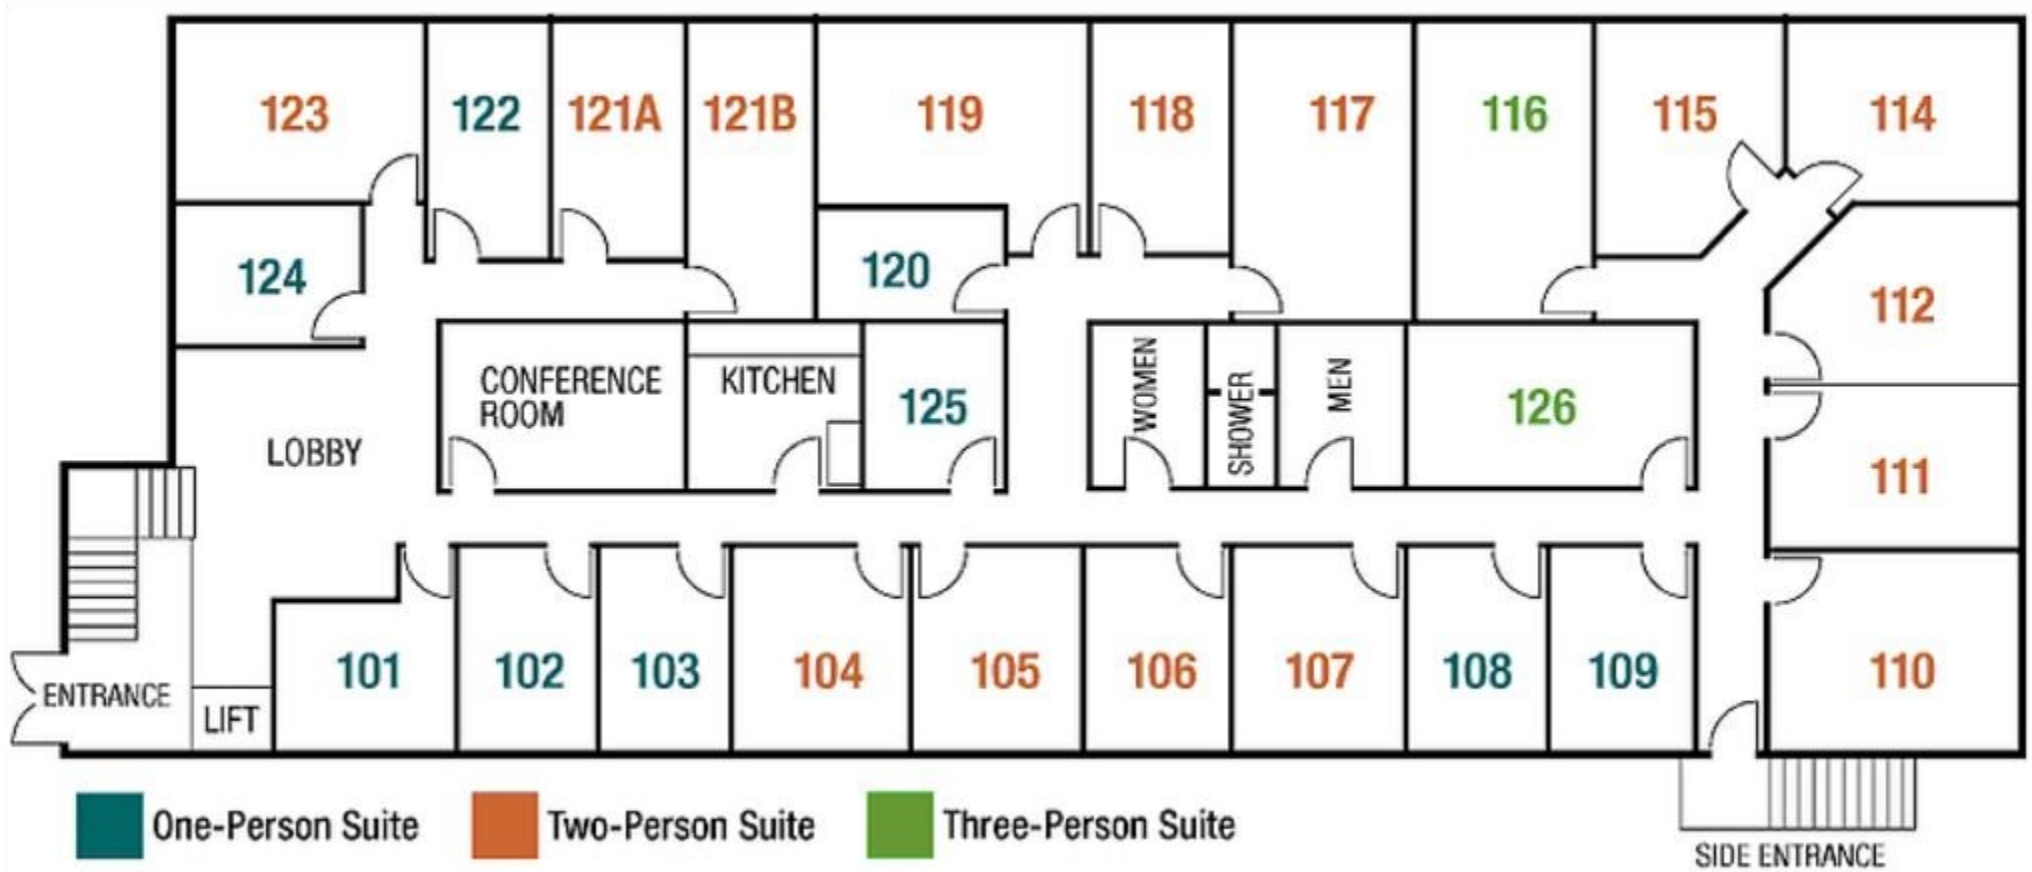 123
122
121A
121B
119
118
117
116
115
114
124
120
112
CONFERENCE
ROOM
KITCHEN
125
WOMEN
SHOWER
MEN
126
LOBBY
111
101
102
103
104
105
106
107
108
109
110
ENTRANCE
LIFT
One-Person Suite
Two-Person Suite
Three-Person Suite
SIDE ENTRANCE